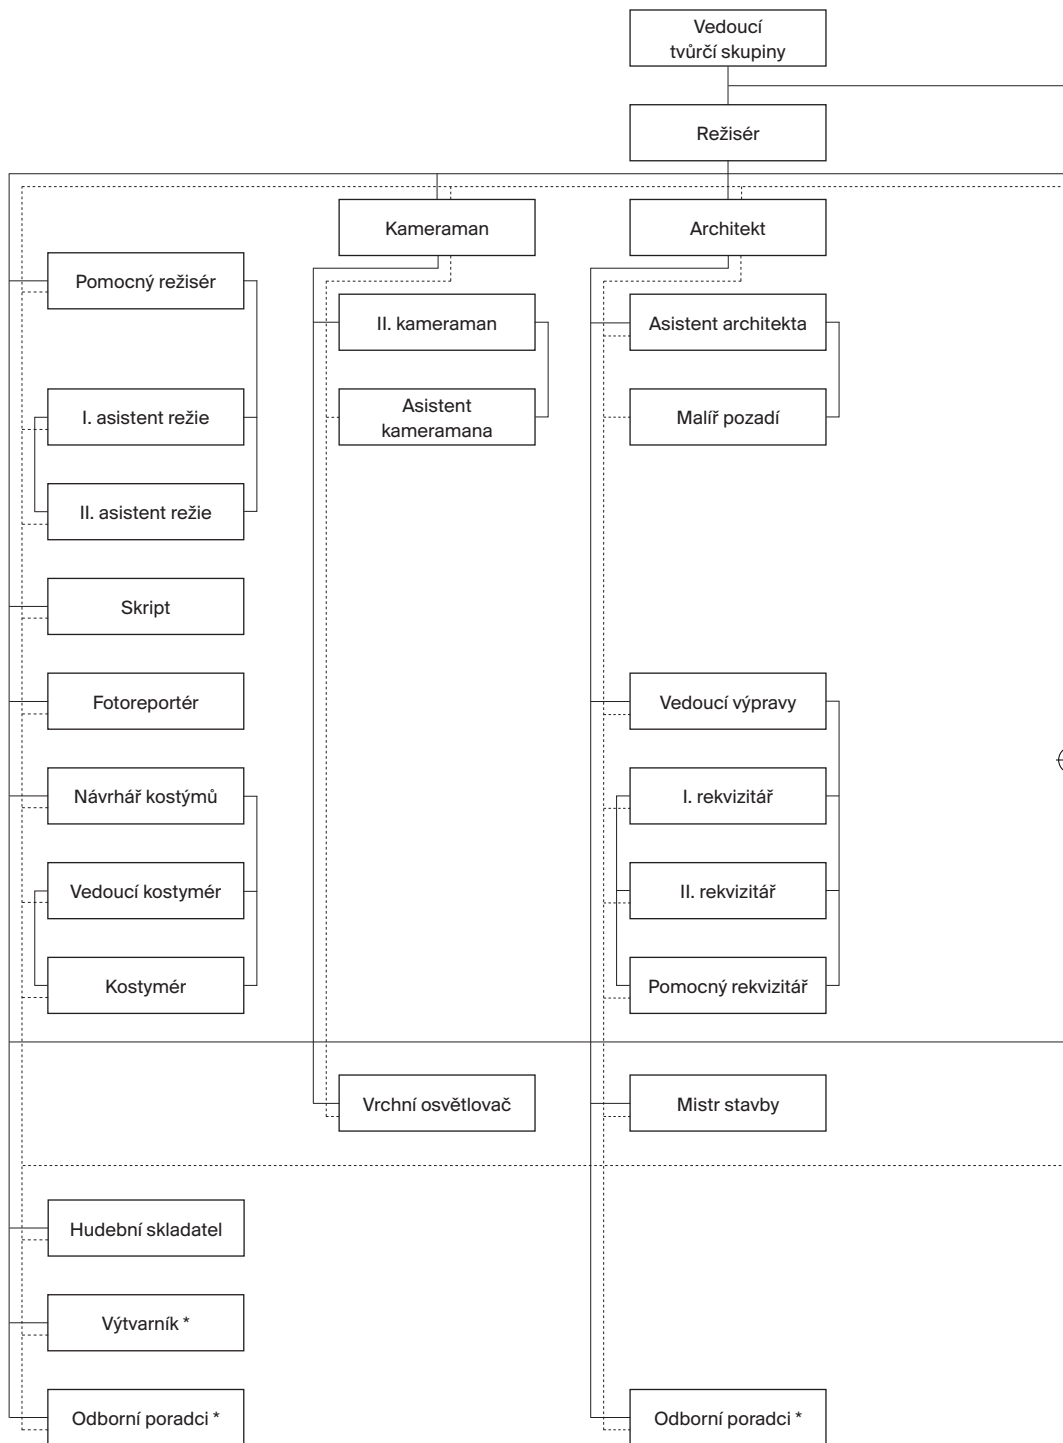 Vedoucí
tvůrčí skupiny
Režisér
Kameraman
Architekt
Pomocný režisér
II. kameraman
Asistent architekta
I. asistent režie
Asistent
kameramana
Malíř pozadí
II. asistent režie
Skript
Fotoreportér
Vedoucí výpravy
Návrhář kostýmů
I. rekvizitář
Vedoucí kostymér
II. rekvizitář
Kostymér
Pomocný rekvizitář
Vrchní osvětlovač
Mistr stavby
Hudební skladatel
Výtvarník *
Odborní poradci *
Odborní poradci *